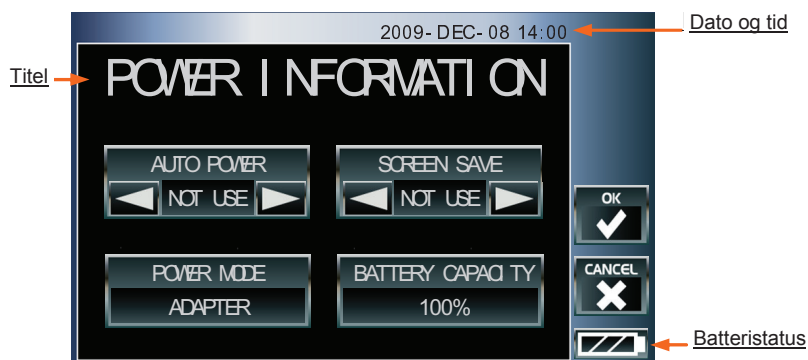 2009-DEC-08 14:00
Dato og tid
Titel
POWER INFORMATION
AUTO POWER
SCREEN SAVE
NOT USE
NOT USE
OK
POWER MODE
BATTERY CAPACITY
CANCEL
ADAPTER
100%
Batteristatus